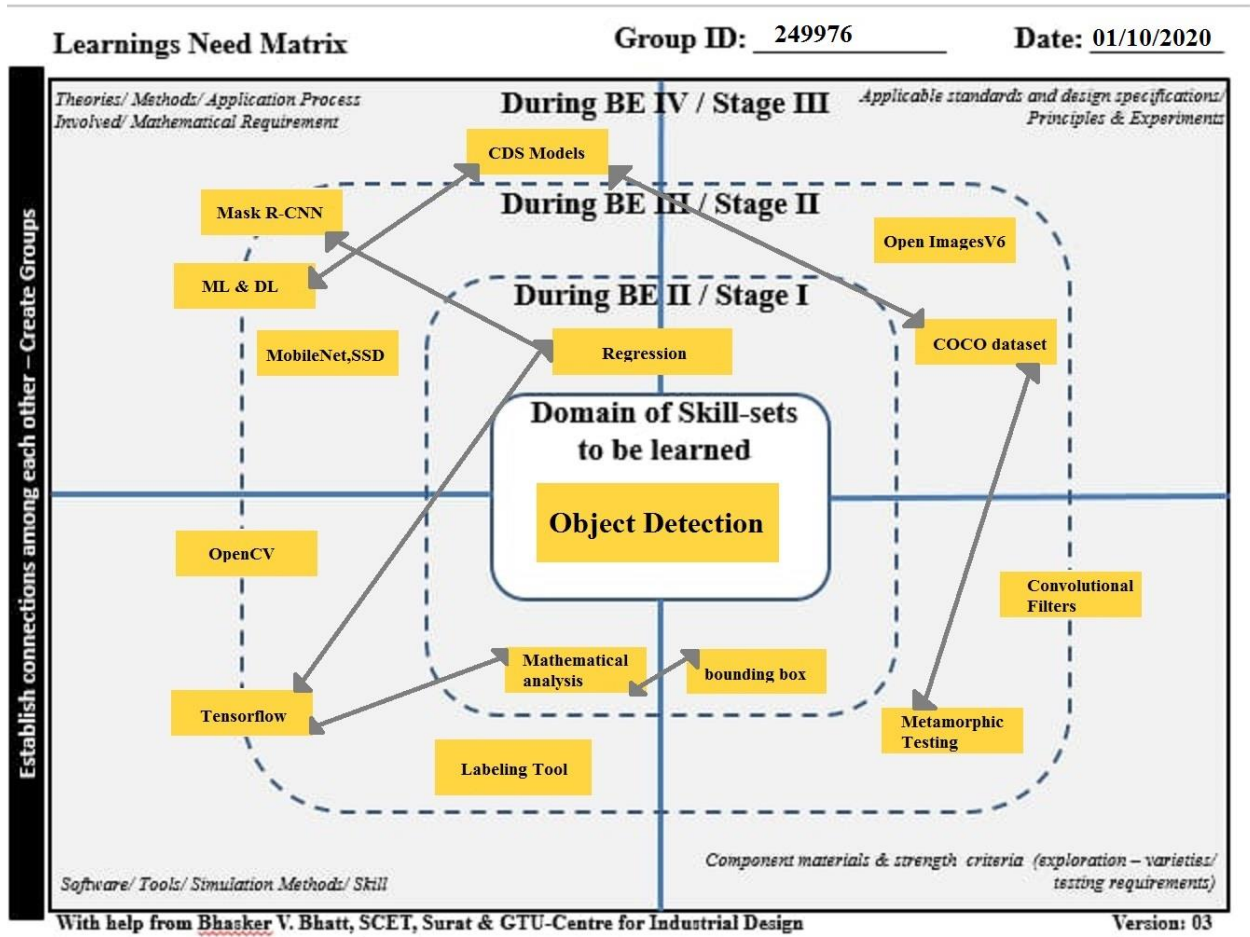 Learnings Need Matrix
Group ID: 249976
Date: 01/10/2020
Establish connections among each other – Create Groups
Theories/ Methods/ Application Process
Involved/ Mathematical Requirement
During BE IV / Stage III
Applicable standards and design specifications/
Principles & Experiments
CDS Models
Mask R-CNN
During BE III / Stage II
Open ImagesV6
ML & DL
During BE II / Stage I
MobileNet,SSD
Regression
COCO dataset
Domain of Skill-sets
to be learned
Object Detection
OpenCV
Convolutional
Filters
Mathematical
analysis
bounding box
Tensorflow
Metamorphic
Testing
Labeling Tool
Software/ Tools/ Simulation Methods/ Skill
Component materials & strength criteria (exploration – varieties/
testing requirements)
With help from Bhasker V. Bhatt, SCET, Surat & GTU-Centre for Industrial Design
Version: 03